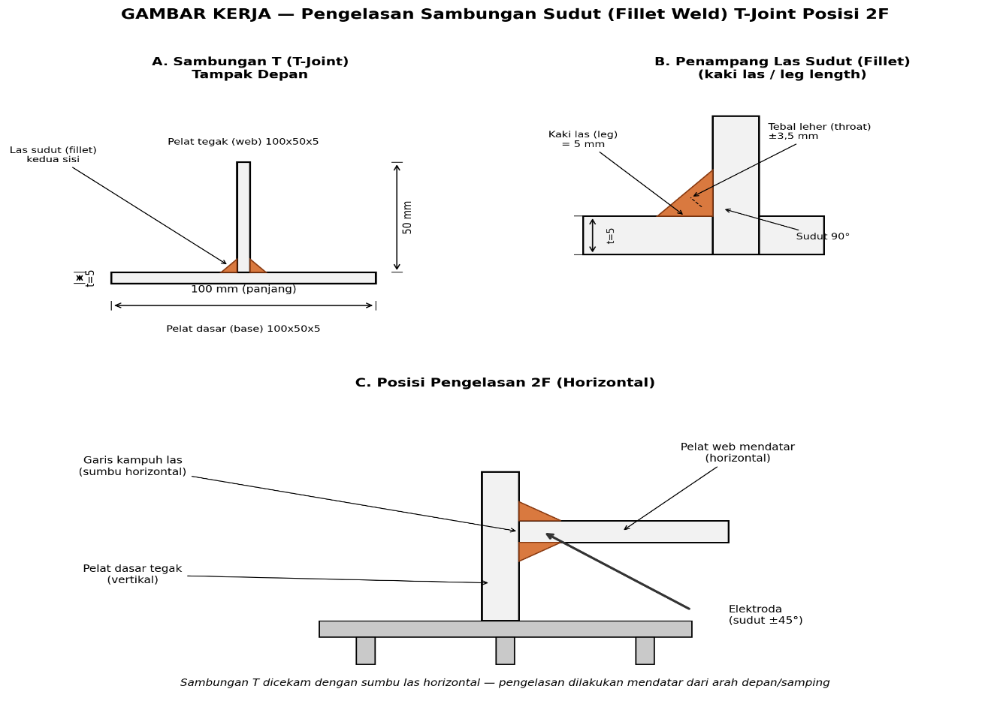 GAMBAR KERJA — Pengelasan Sambungan Sudut (Fillet Weld) T-Joint Posisi 2F
A. Sambungan T (T-Joint)
Tampak Depan
Las sudut (fillet)
kedua sisi
Pelat tegak (web) 100x50x5
50 mm
t=5
100 mm (panjang)
Pelat dasar (base) 100x50x5
B. Penampang Las Sudut (Fillet)
(kaki las / leg length)
Kaki las (leg)
= 5 mm
Tebal leher (throat)
±3,5 mm
t=5
Sudut 90°
C. Posisi Pengelasan 2F (Horizontal)
Garis kampuh las
(sumbu horizontal)
Pelat web mendatar
(horizontal)
Pelat dasar tegak
(vertikal)
Elektroda
(sudut ±45°)
Sambungan T dicekam dengan sumbu las horizontal — pengelasan dilakukan mendatar dari arah depan/samping